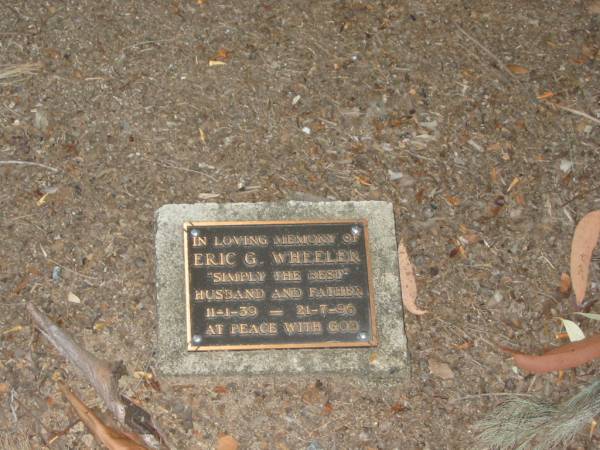 IN LOVING MEMORY OF
ERIC G. WHEELER
"SIMPLY THE BEST"
HUSBAND AND FATHER
11-1-39 — 21-7-96
AT PEACE WITH GOD